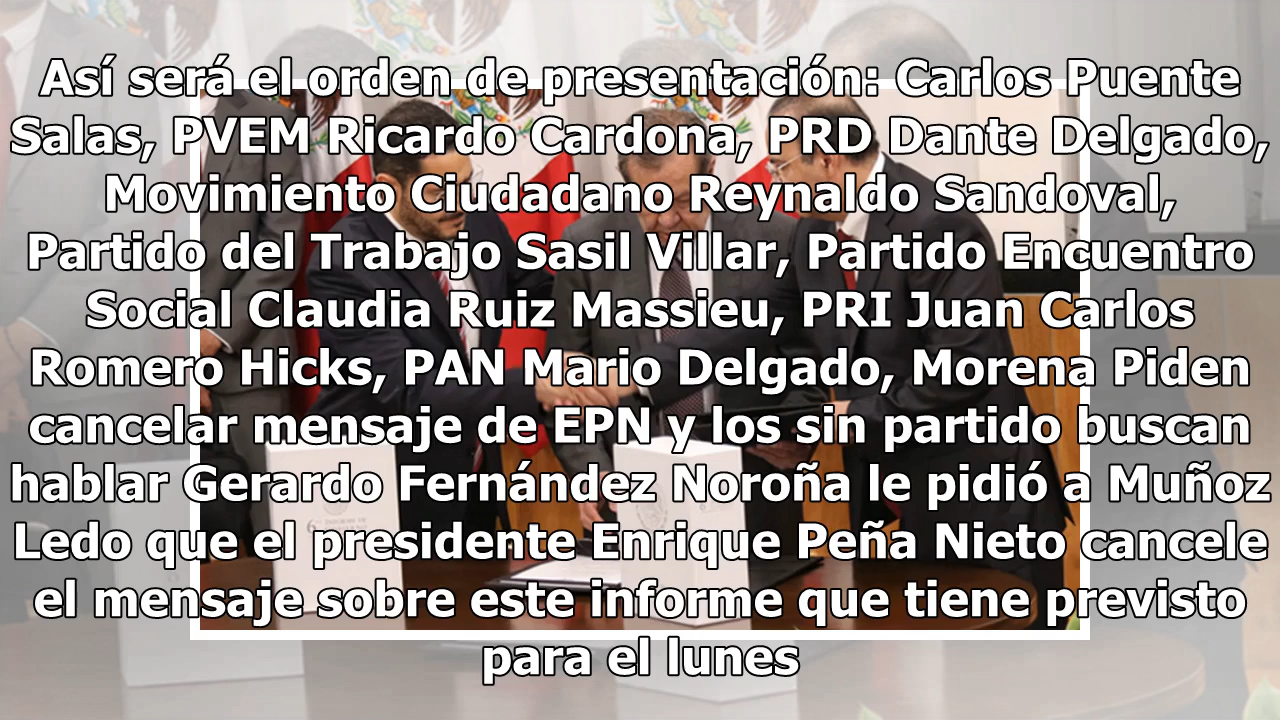 Así será el orden de presentación: Carlos Puente
Salas, PVEM Ricardo Cardona, PRD Dante Delgado,
Movimiento Ciudadano Reynaldo Sandoval,
Partido del Trabajo Sasil Villar, Partido Encuentro
Social Claudia Ruiz Massieu, PRI Juan Carlos
Romero Hicks, PAN Mario Delgado, Morena Piden
cancelar mensaje de EPN y los sin partido buscan
hablar Gerardo Fernández Noroña le pidió a Muñoz
Ledo que el presidente Enrique Peña Nieto cancele
el mensaje sobre este informe que tiene previsto
para el lunes